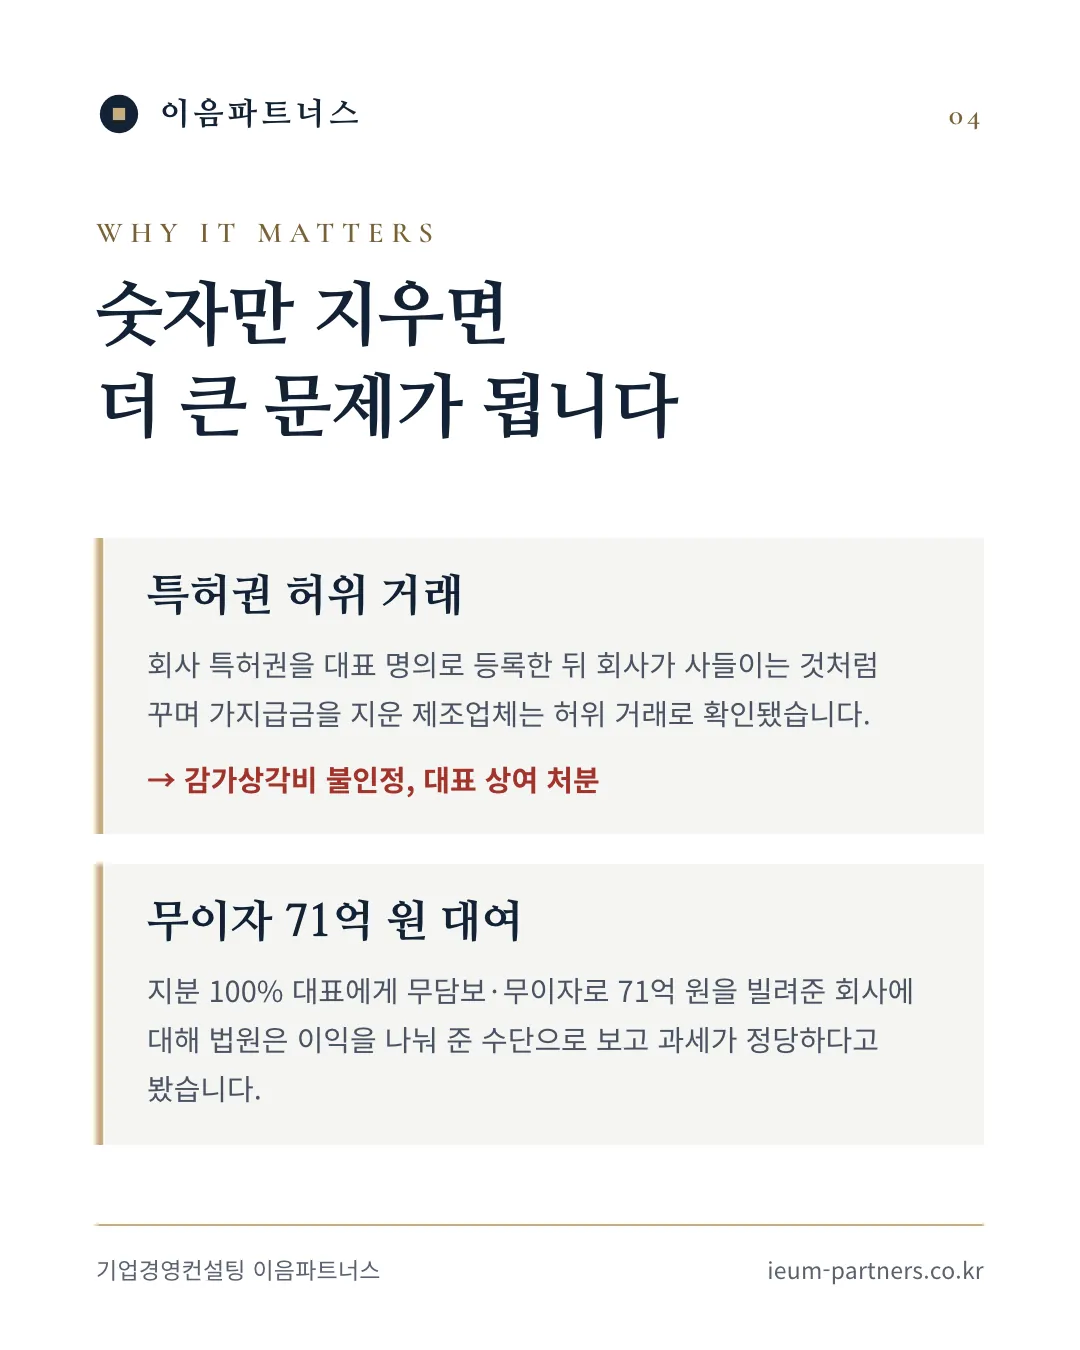 이음파트너스
04
WHY IT MATTERS
숫자만 지우면
더 큰 문제가 됩니다
특허권 허위 거래
회사 특허권을 대표 명의로 등록한 뒤 회사가 사들이는 것처럼
꾸며 가지급금을 지운 제조업체는 허위 거래로 확인됐습니다.
→ 감가상각비 불인정, 대표 상여 처분
무이자 71억 원 대여
지분 100% 대표에게 무담보·무이자로 71억 원을 빌려준 회사에
대해 법원은 이익을 나눠 준 수단으로 보고 과세가 정당하다고
봤습니다.
기업경영컨설팅 이음파트너스
ieum-partners.co.kr